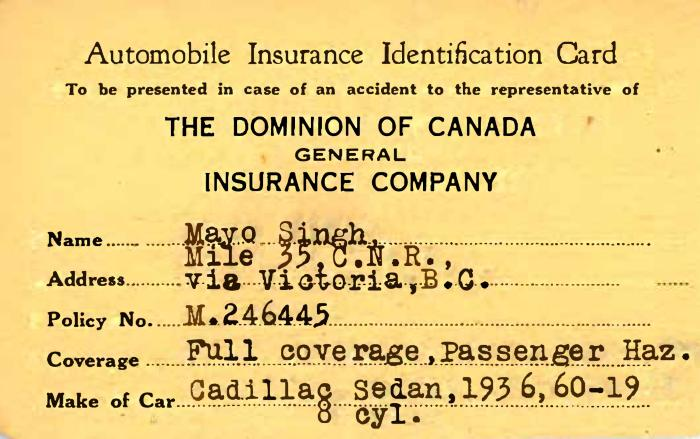 Automobile Insurance Identification Card
To be presented in case of an accident to the representative of
THE DOMINION OF CANADA
GENERAL
INSURANCE COMPANY
Name Mayo Singh,
Mile 35,C.N.R.,
Address via Victoria,B.C.
Policy No. M.246445
Coverage Full coverage,Passenger Haz.
Make of Car Cadillac Sedan,1936,60-19
8 cyl.